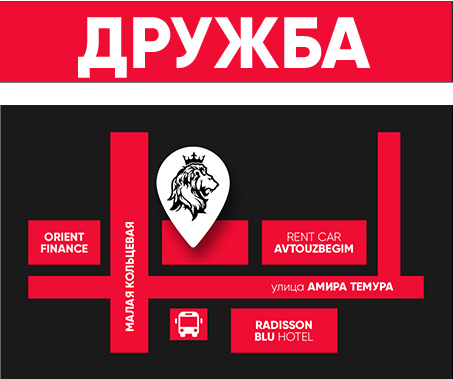 ДРУЖБА
ORIENT
FINANCE
МАЛАЯ КОЛЬЦЕВАЯ
RENT CAR
AVTOUZBEGIM
улица АМИРА ТЕМУРА
RADISSON
BLU HOTEL